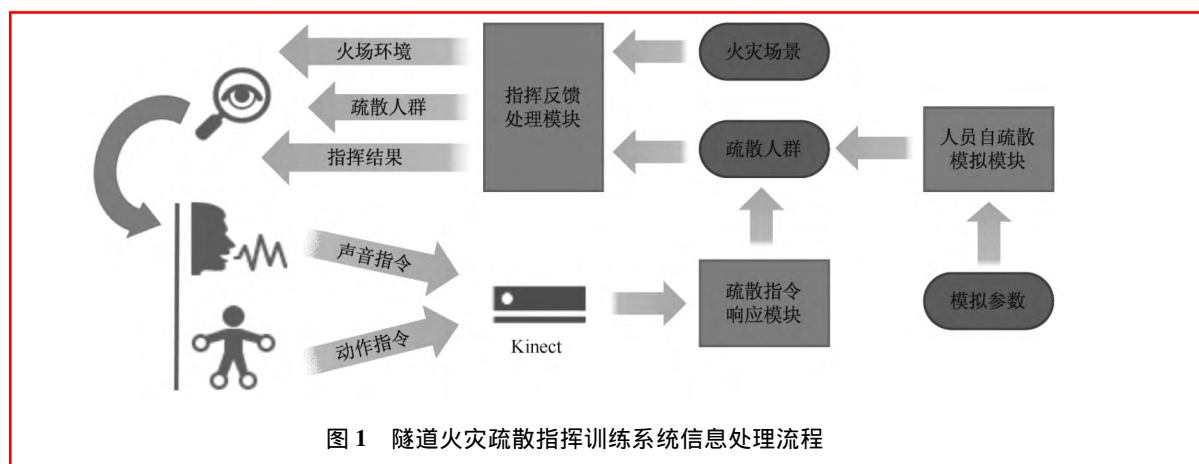 火场环境
疏散人群
指挥结果
指挥反馈
处理模块
火灾场景
疏散人群
人员自疏散
模拟模块
声音指令
动作指令
Kinect
疏散指令
响应模块
模拟参数
图 1 隧道火灾疏散指挥训练系统信息处理流程